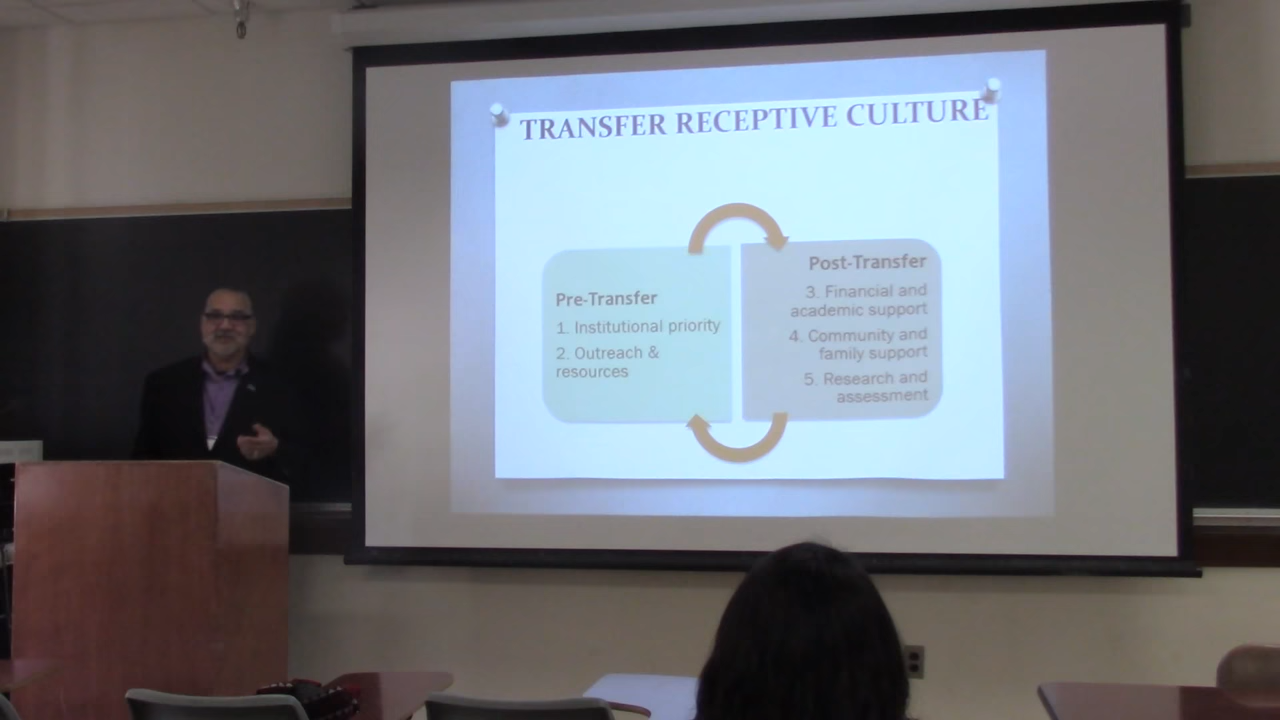 TRANSFER RECEPTIVE CULTURE
Pre-Transfer
1. Institutional priority
2. Outreach &
resources
Post-Transfer
3. Financial and
academic support
4. Community and
family support
5. Research and
assessment